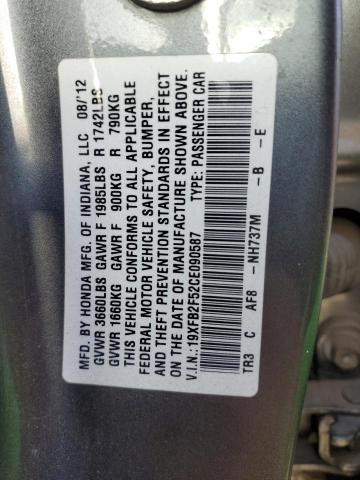 MFD. BY HONDA MFG. OF INDIANA, LLC 08/'12
GVWR 3660LBS GAWR F 1985LBS R 1742LBS
GVWR 1660KG GAWR F 900KG R 790KG
THIS VEHICLE CONFORMS TO ALL APPLICABLE
FEDERAL MOTOR VEHICLE SAFETY, BUMPER,
AND THEFT PREVENTION STANDARDS IN EFFECT
ON THE DATE OF MANUFACTURE SHOWN ABOVE.
V.I.N.:19XFB2F52CE090587 TYPE: PASSENGER CAR
TR3 C AF8 -NH737M -B -E